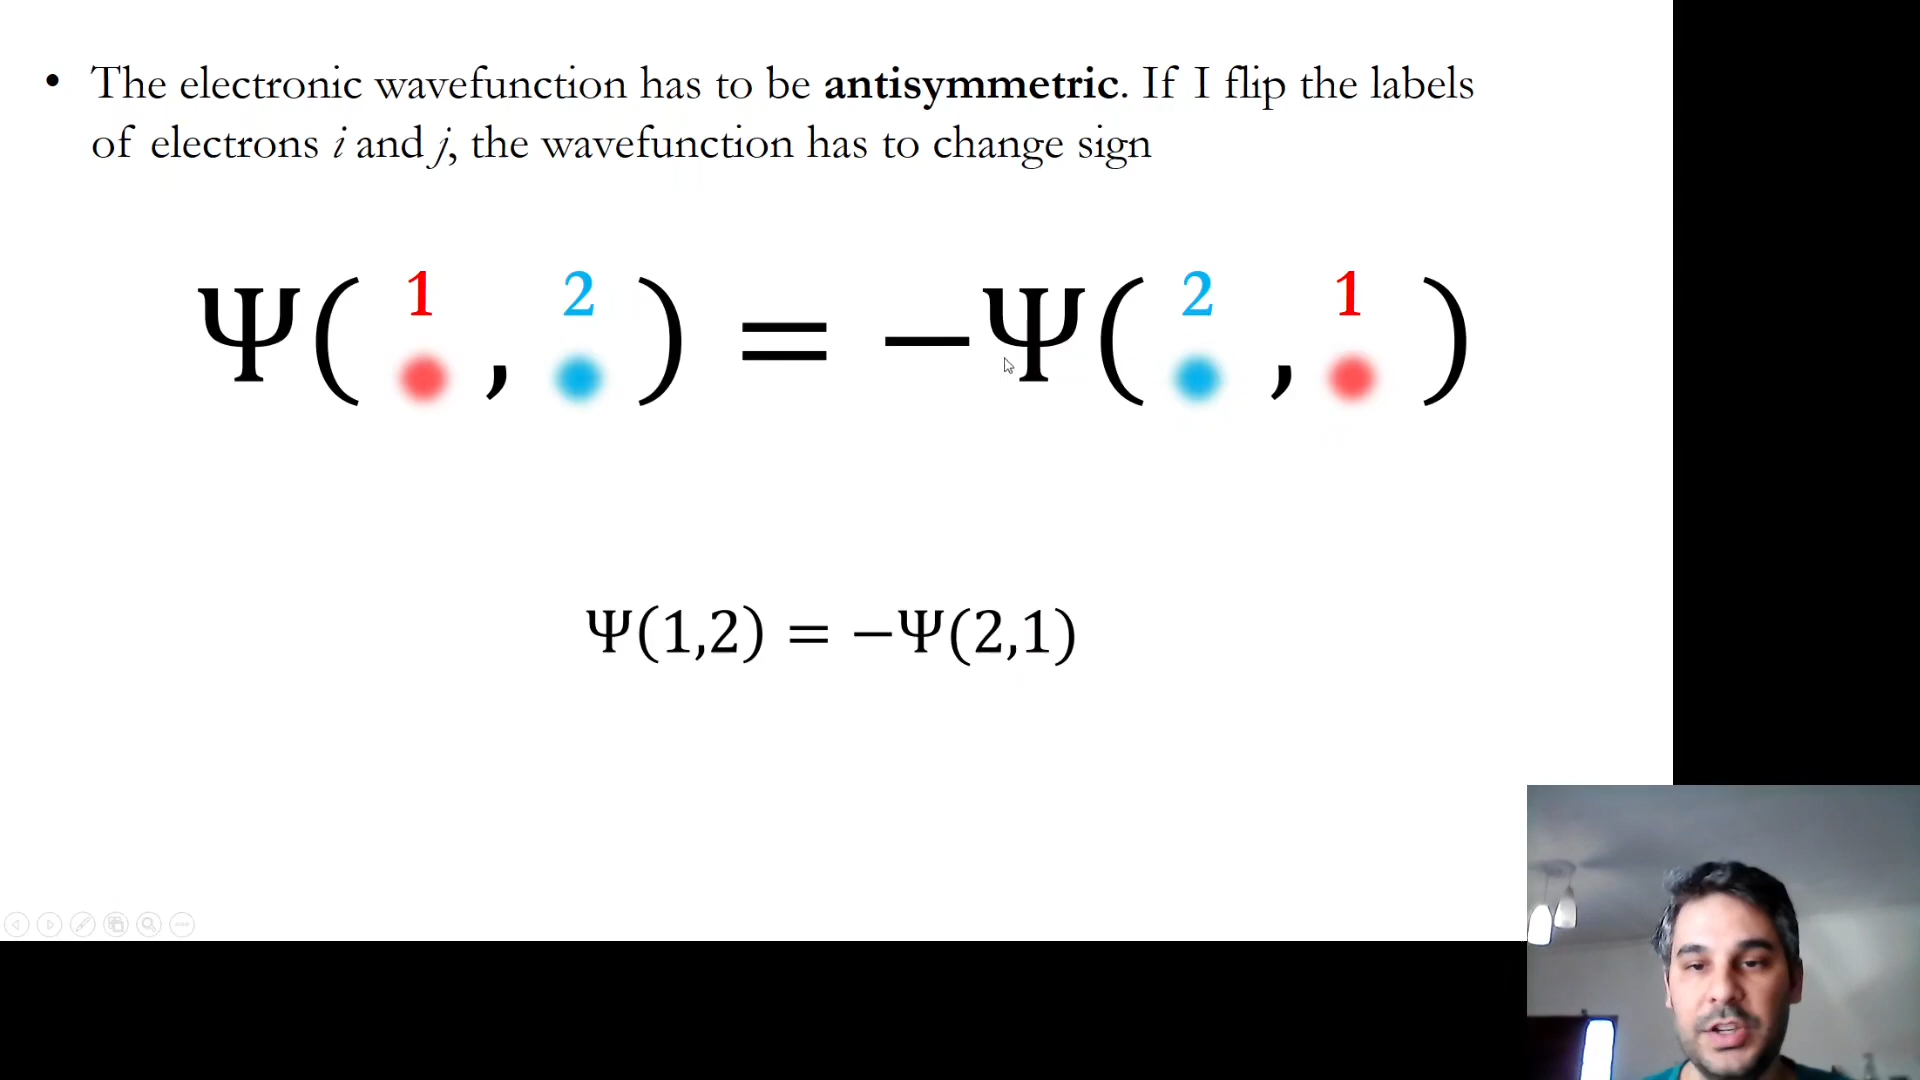 • The electronic wavefunction has to be antisymmetric. If I flip the labels
of electrons i and j, the wavefunction has to change sign
Ψ( 1 , 2 ) = −Ψ( 2 , 1 )
Ψ(1,2) = −Ψ(2,1)